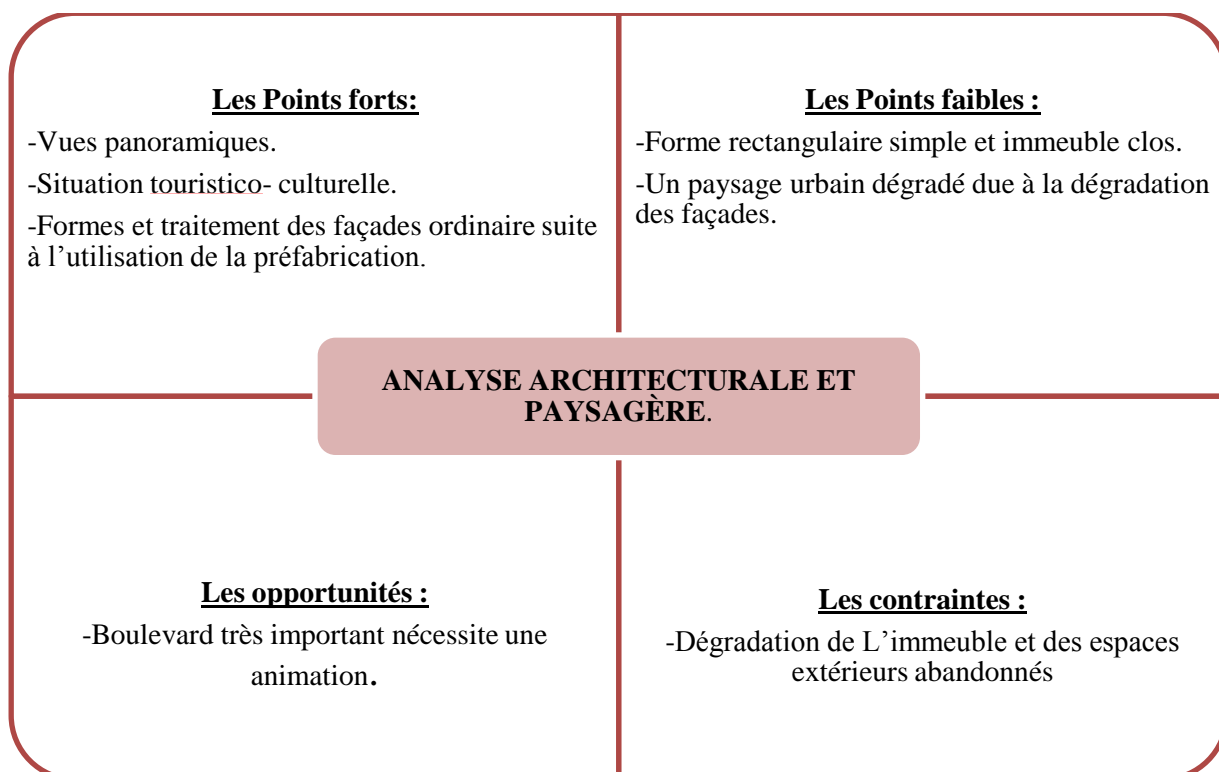 Les Points forts:
-Vues panoramiques.
-Situation touristico- culturelle.
-Formes et traitement des façades ordinaire suite
à l’utilisation de la préfabrication.
Les Points faibles :
-Forme rectangulaire simple et immeuble clos.
-Un paysage urbain dégradé due à la dégradation
des façades.
ANALYSE ARCHITECTURALE ET
PAYSAGÈRE.
Les opportunités :
-Boulevard très important nécessite une
animation.
Les contraintes :
-Dégradation de L’immeuble et des espaces
extérieurs abandonnés